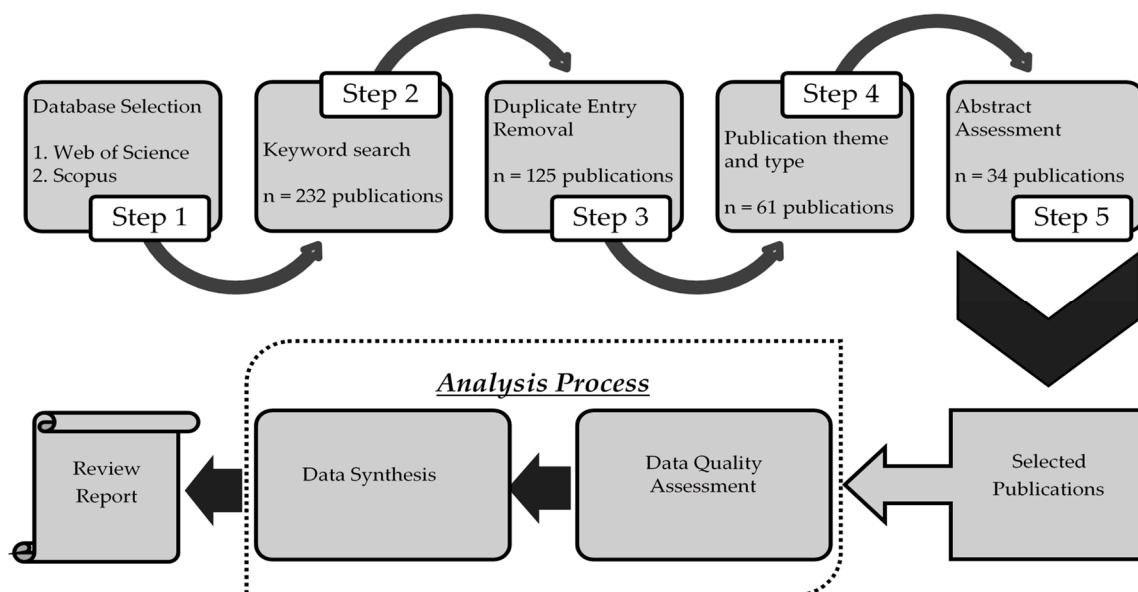 Database Selection
1. Web of Science
2. Scopus
Step 1
Step 2
Keyword search
n = 232 publications
Duplicate Entry
Removal
n = 125 publications
Step 3
Step 4
Publication theme
and type
n = 61 publications
Abstract
Assessment
n = 34 publications
Step 5
Selected
Publications
Analysis Process
Data Quality
Assessment
Data Synthesis
Review
Report